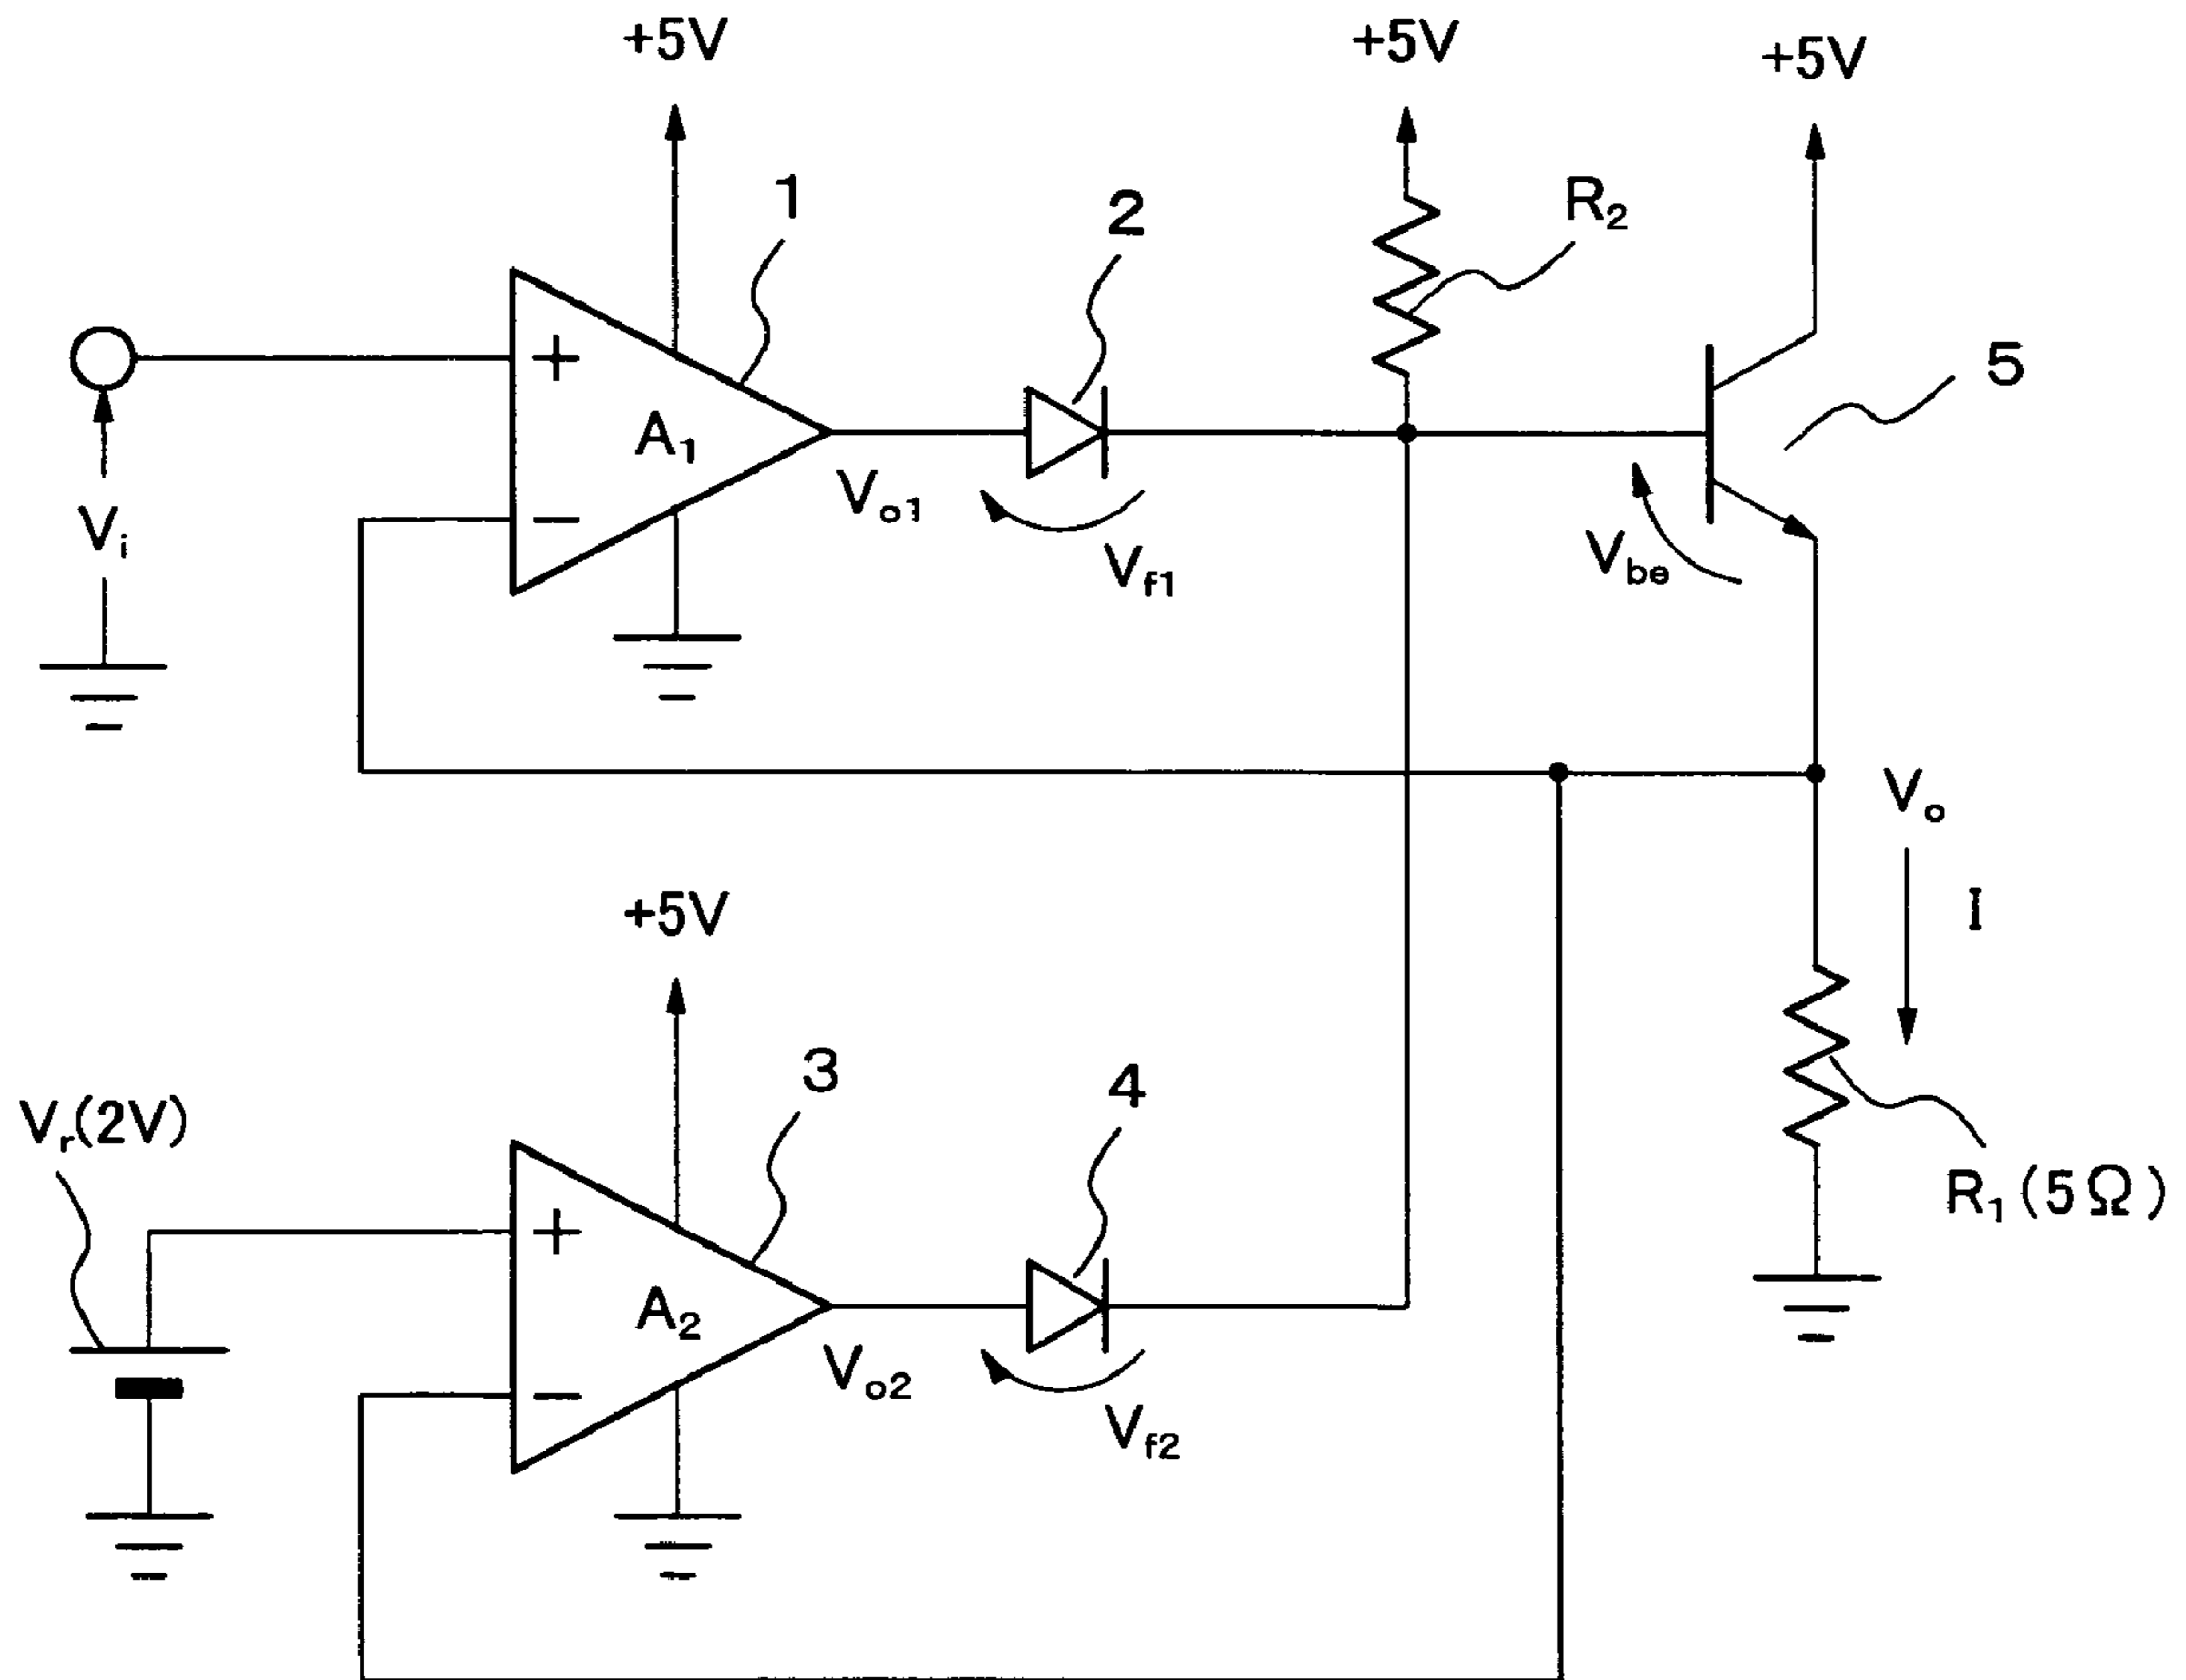 +5V
+5V
+5V
1
2
R2
5
+
A1
−
Vi
Vo1
Vf1
Vbe
Vo
I
+5V
3
4
Vr(2V)
R1(5Ω)
+
A2
−
Vo2
Vf2